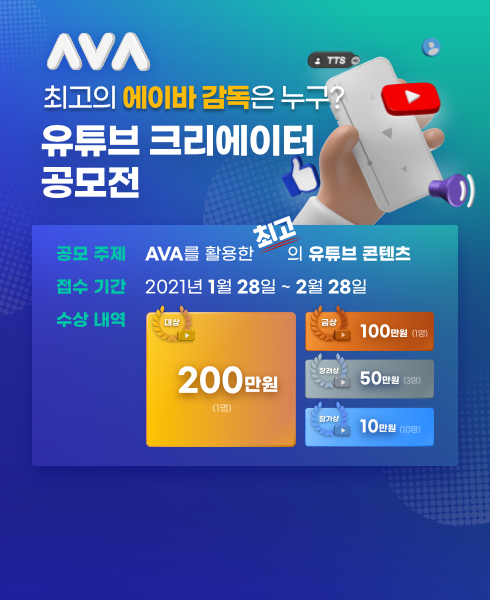 AVA
TTS
최고의 에이바 감독은 누구?
유튜브 크리에이터
공모전
공모 주제 AVA를 활용한 최고의 유튜브 콘텐츠
접수 기간 2021년 1월 28일 ~ 2월 28일
수상 내역
대상
200만원
(1명)
금상 100만원 (1명)
장려상 50만원 (3명)
참가상 10만원 (10명)